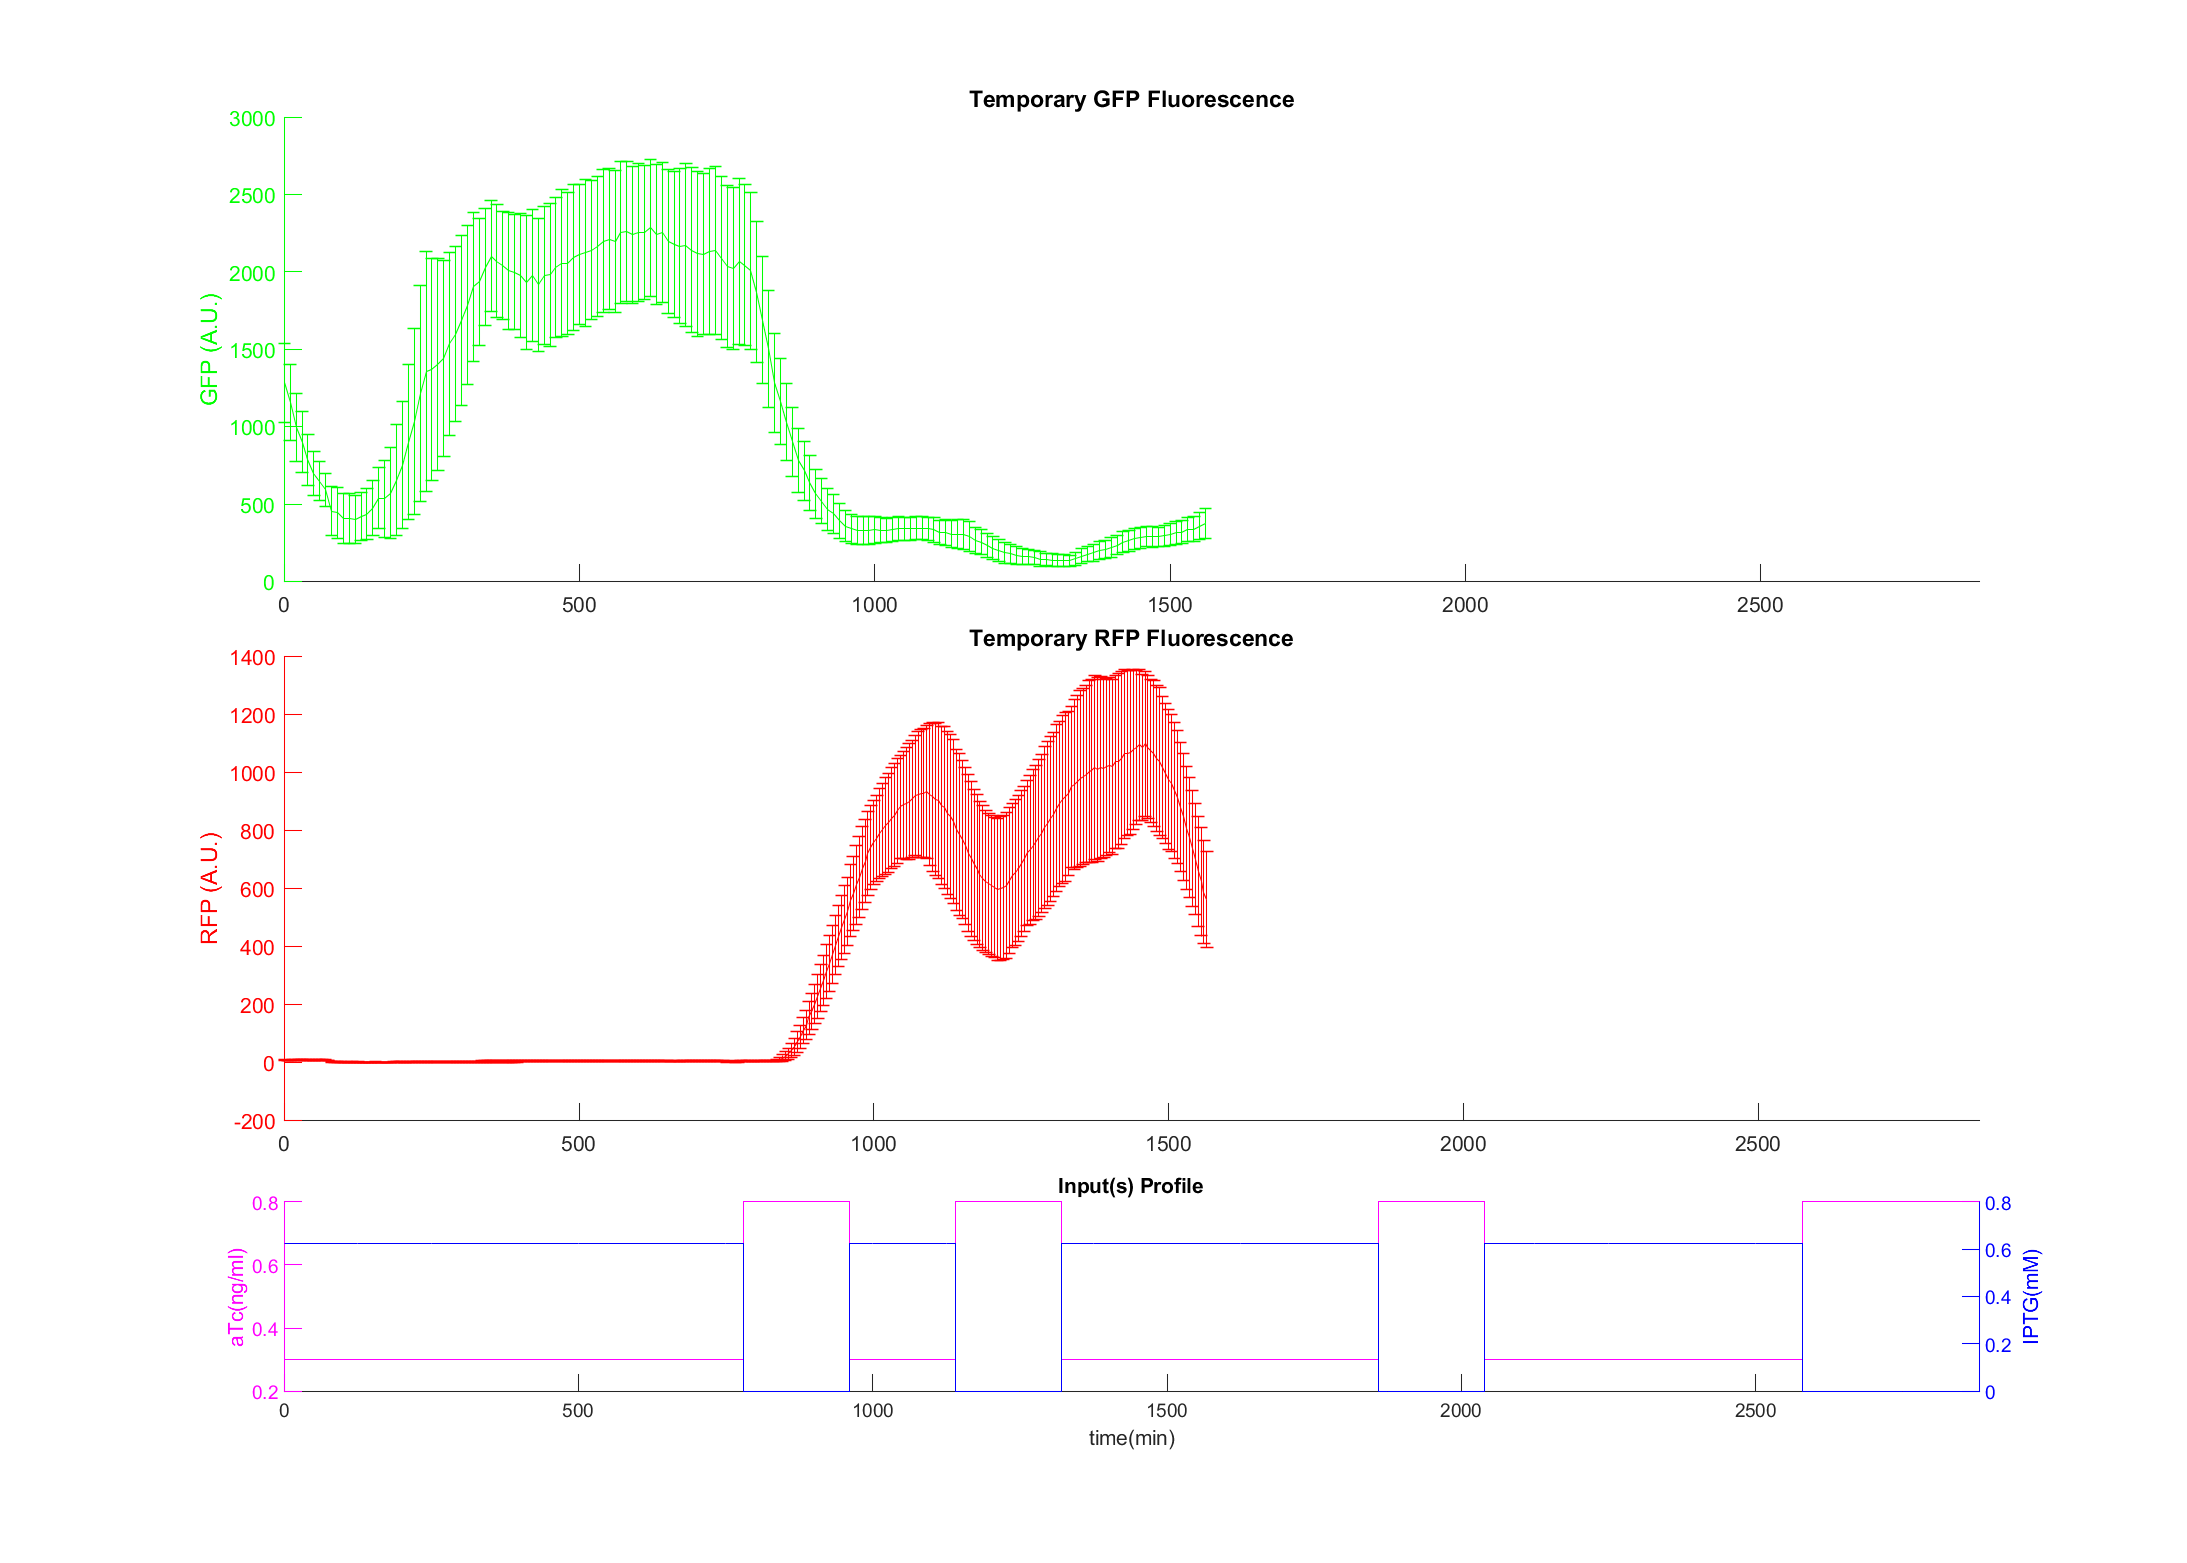 Temporary GFP Fluorescence
3000
2500
2000
1500
1000
500
0
GFP (A.U.)
0 500 1000 1500 2000 2500
Temporary RFP Fluorescence
1400
1200
1000
800
600
400
200
0
-200
RFP (A.U.)
0 500 1000 1500 2000 2500
Input(s) Profile
0.8
0.6
0.4
0.2
aTc(ng/ml)
0.8
0.6
0.4
0.2
0
IPTG(mM)
0 500 1000 1500 2000 2500
time(min)